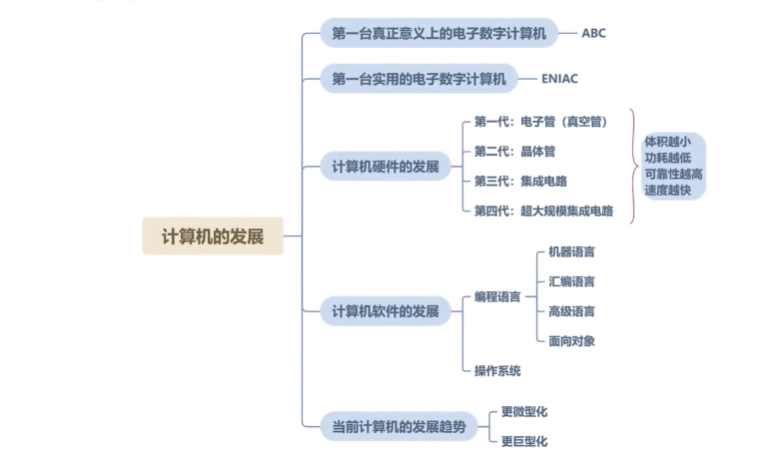 第一台真正意义上的电子数字计算机
ABC
第一台实用的电子数字计算机
ENIAC
计算机硬件的发展
第一代：电子管（真空管）
第二代：晶体管
第三代：集成电路
第四代：超大规模集成电路
体积越小
功耗越低
可靠性越高
速度越快
计算机的发展
计算机软件的发展
编程语言
机器语言
汇编语言
高级语言
面向对象
操作系统
当前计算机的发展趋势
更微型化
更巨型化